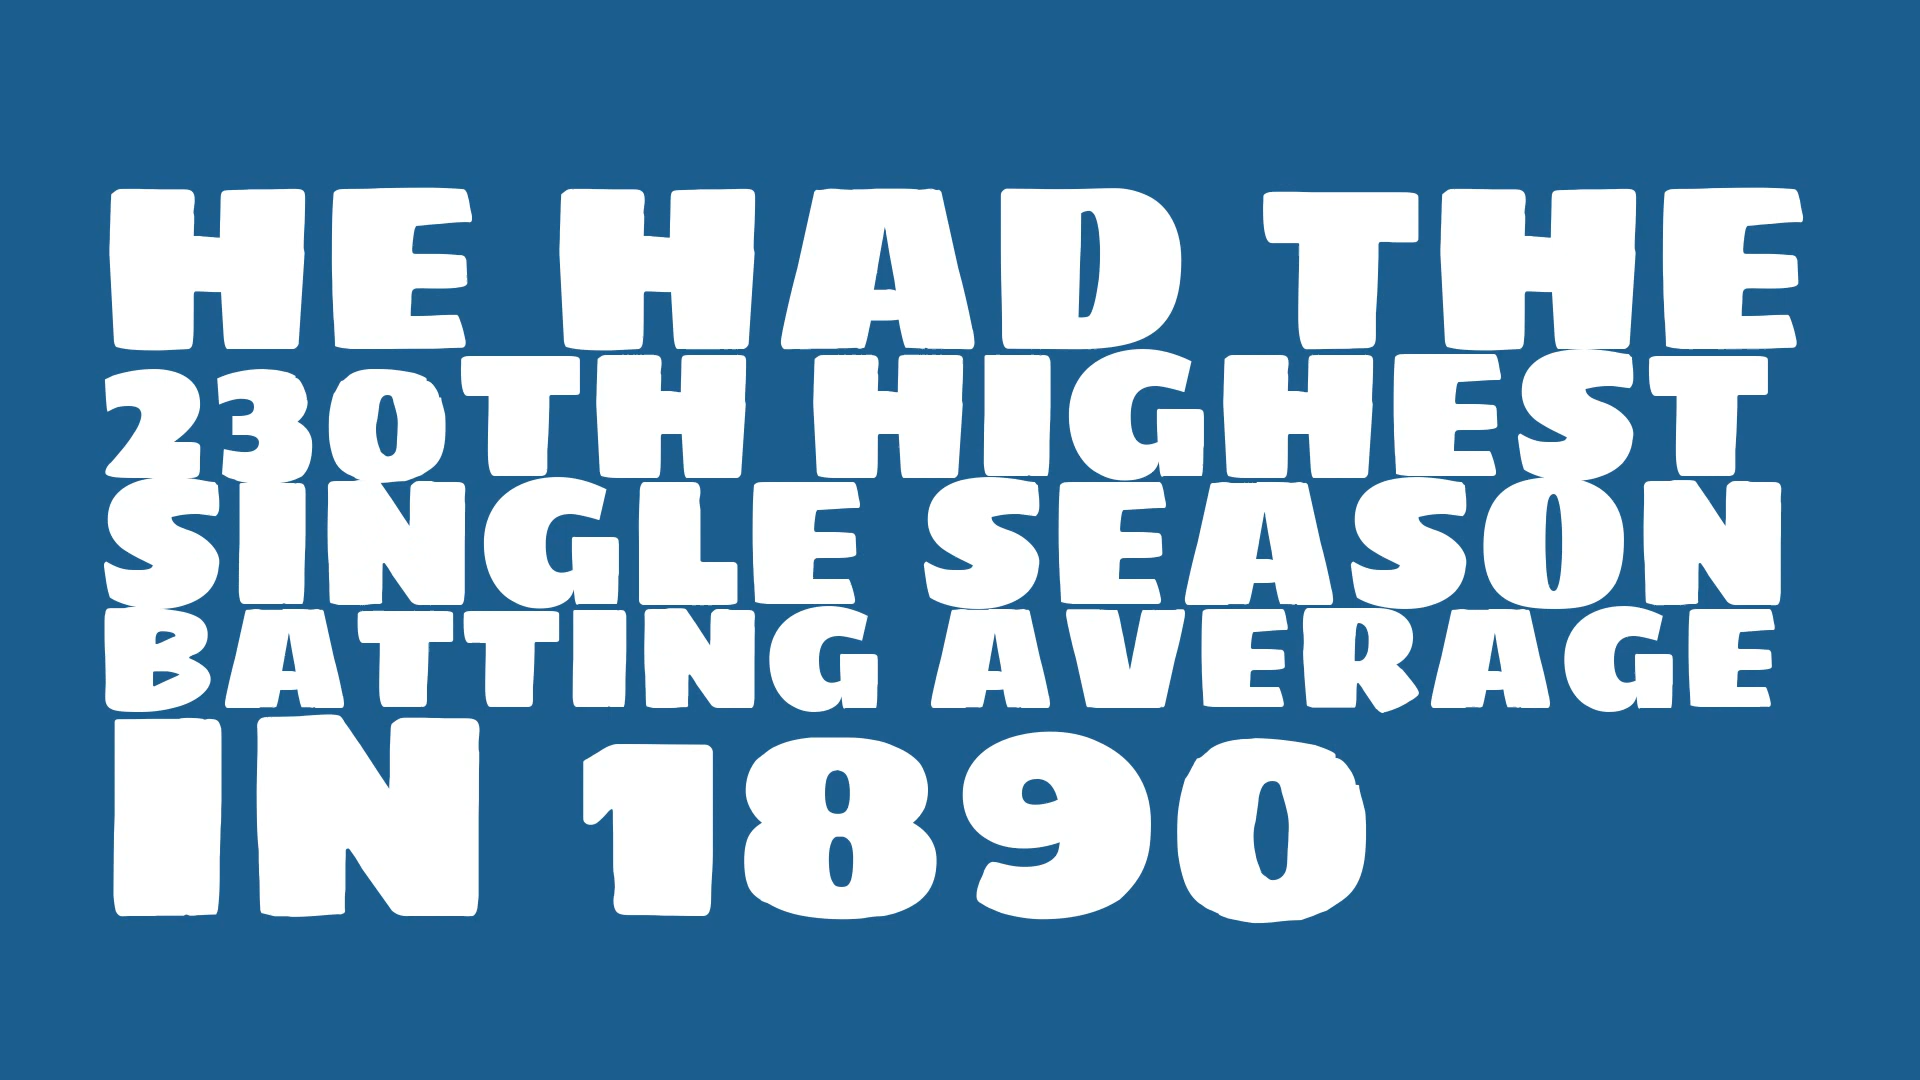 HE HAD THE
230TH HIGHEST
SINGLE SEASON
BATTING AVERAGE
IN 1890